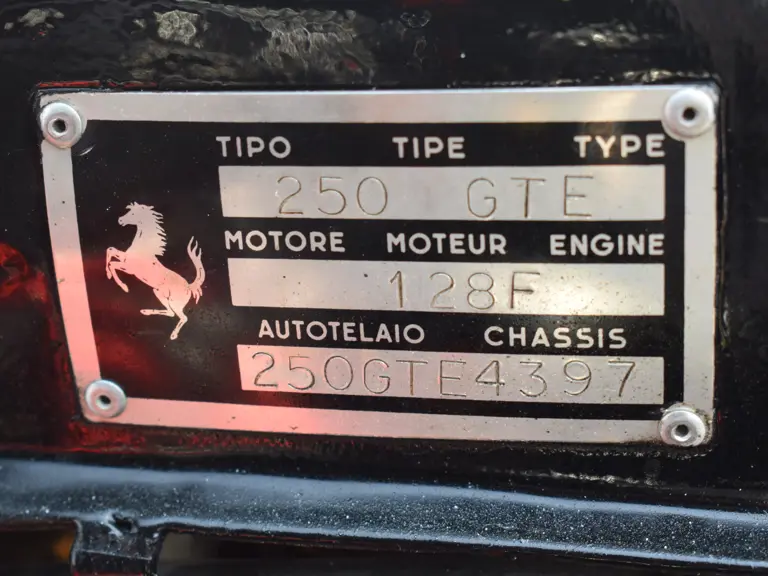 TIPO TIPE TYPE
250 GTE
MOTORE MOTEUR ENGINE
128F
AUTOTELAIO CHASSIS
250GTE4397